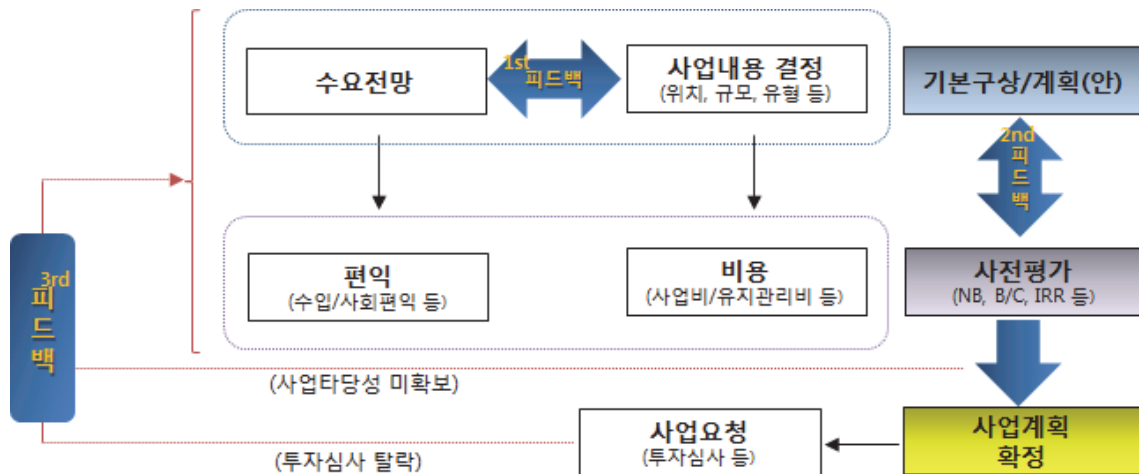 수요전망
1st
피드백
사업내용 결정
(위치, 규모, 유형 등)
기본구상/계획(안)
2nd
피
드
백
3rd
피
드
백
편익
(수입/사회편익 등)
비용
(사업비/유지관리비 등)
사전평가
(NB, B/C, IRR 등)
(사업타당성 미확보)
사업요청
(투자심사 등)
사업계획
확정
(투자심사 탈락)